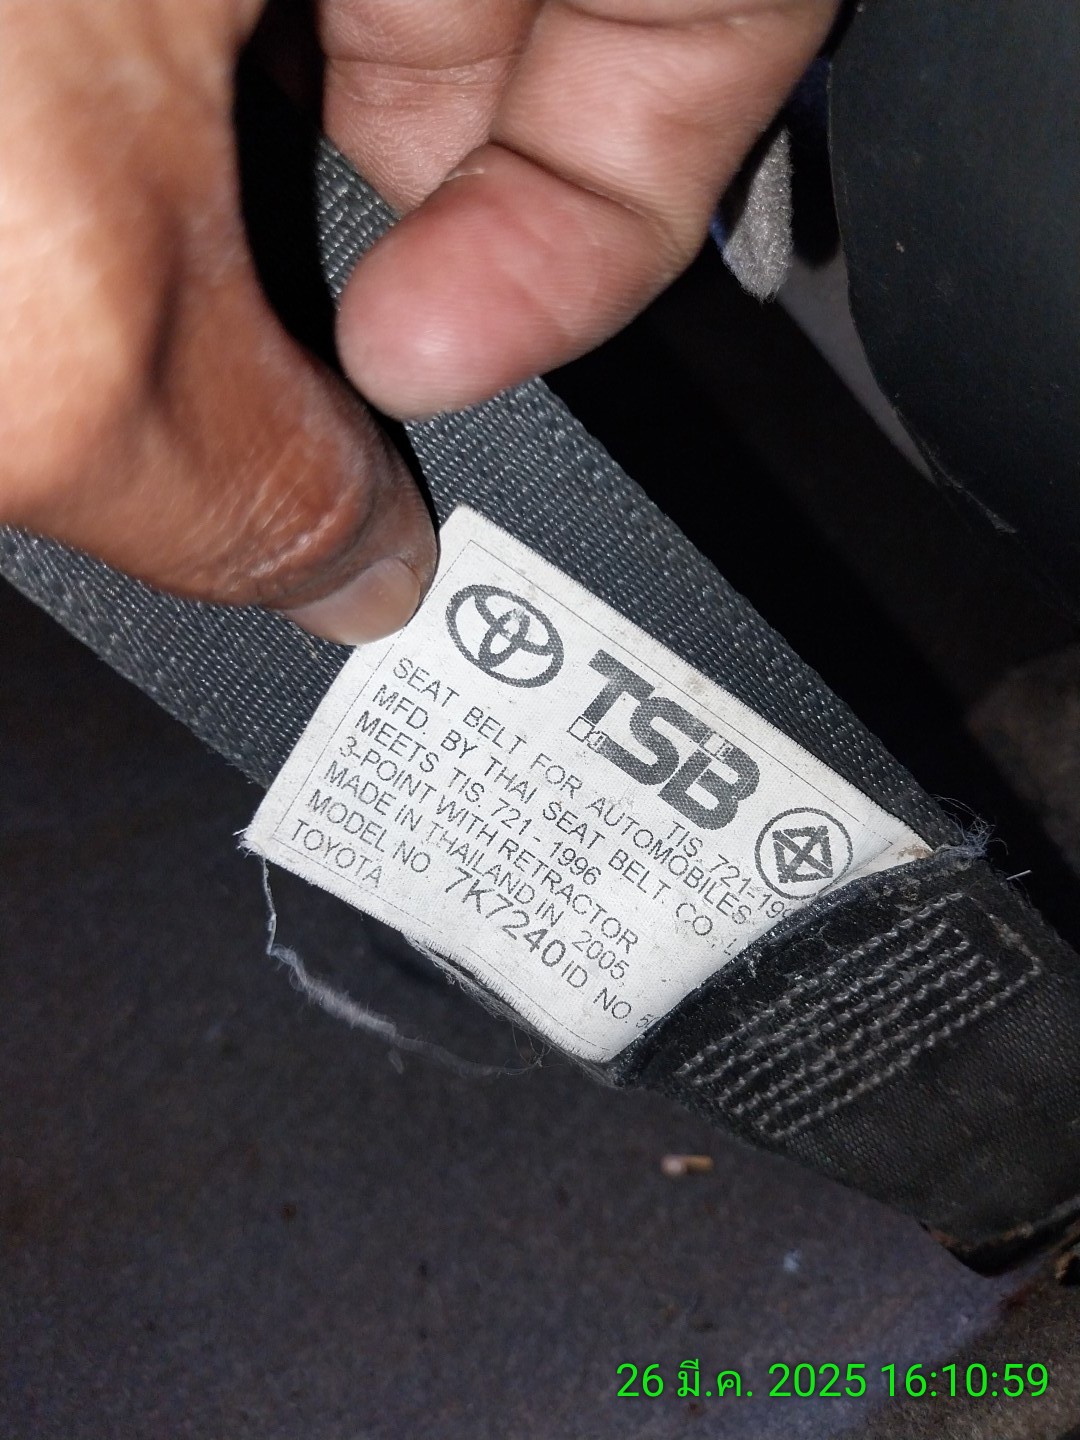 TSB
TIS. 721-199
SEAT BELT FOR AUTOMOBILES
MFD. BY THAI SEAT BELT. CO.,
MEETS TIS. 721 - 1996
3-POINT WITH RETRACTOR
MADE IN THAILAND IN 2005
MODEL NO 7K7240 ID NO.
TOYOTA
26 มี.ค. 2025 16:10:59